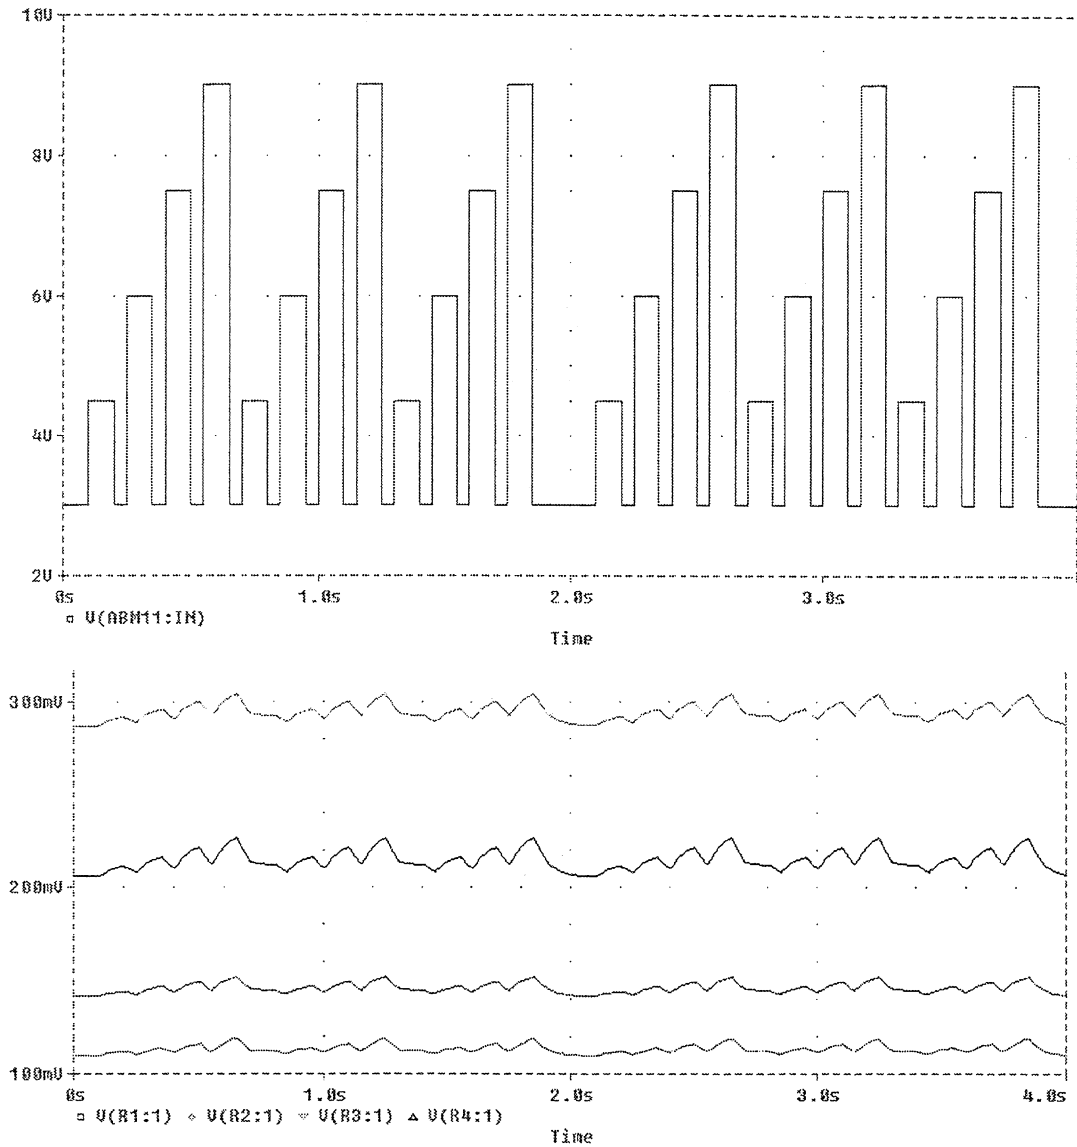 10V
8V
6V
4V
2V
0s 1.0s 2.0s 3.0s
V(ABM11:IN)
Time
300mV
200mV
100mV
0s 1.0s 2.0s 3.0s 4.0s
V(R1:1) V(R2:1) V(R3:1) V(R4:1)
Time